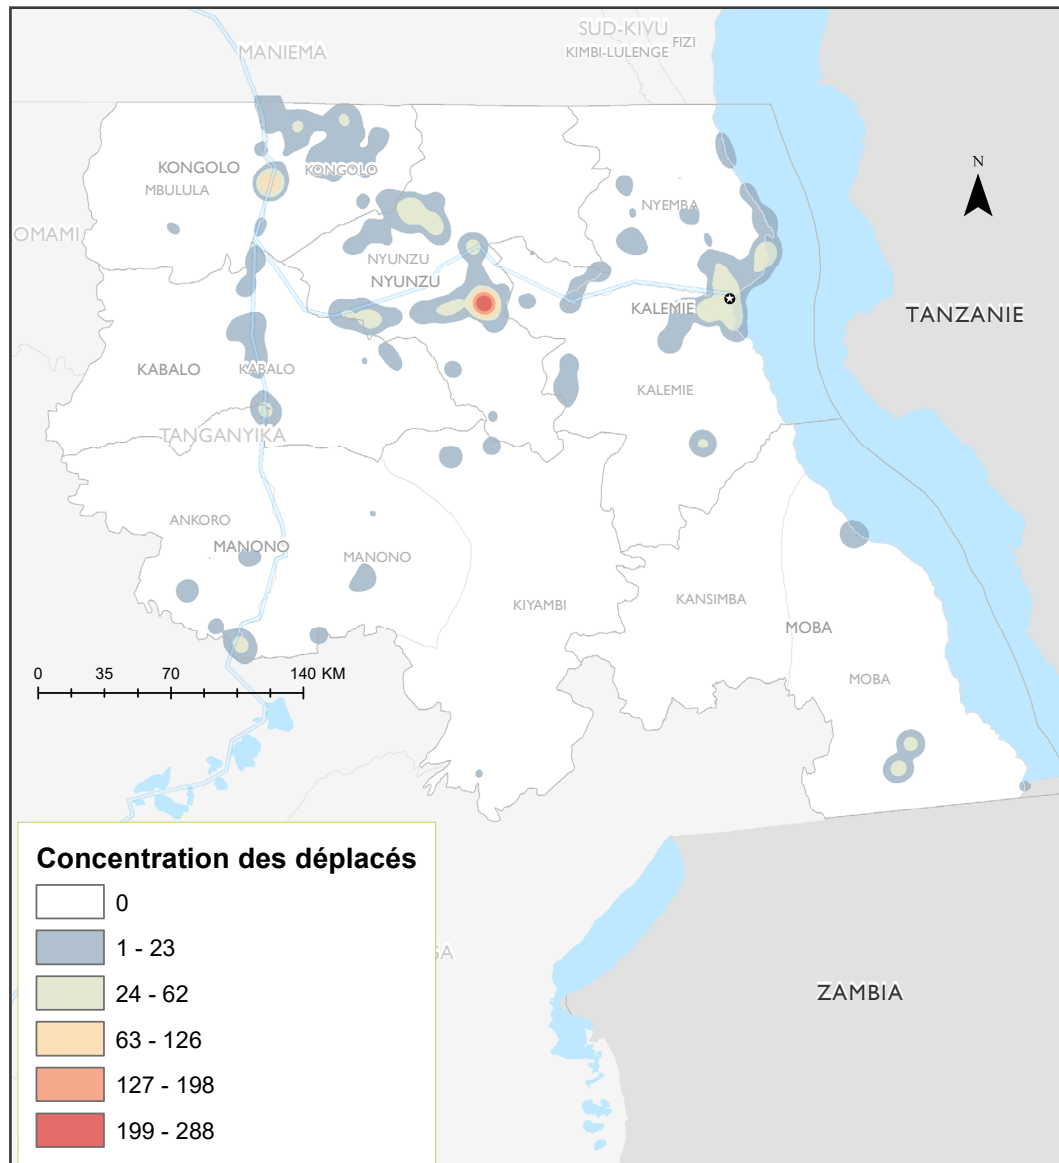 SUD-KIVU
FIZI
MANIEMA
KIMBI-LULENGE
N
KONGOLO
KONGOLO
MBULULA
NYEMBA
OMAMI
NYUNZU
NYUNZU
KALEMIE
TANZANIE
KABALO
KABALO
KALEMIE
TANGANYIKA
ANKORO
MANONO
MANONO
KIYAMBI
KANSIMBA
MOBA
MOBA
0 35 70 140 KM
Concentration des déplacés
0
1 - 23
24 - 62
63 - 126
127 - 198
199 - 288
GA
ZAMBIA